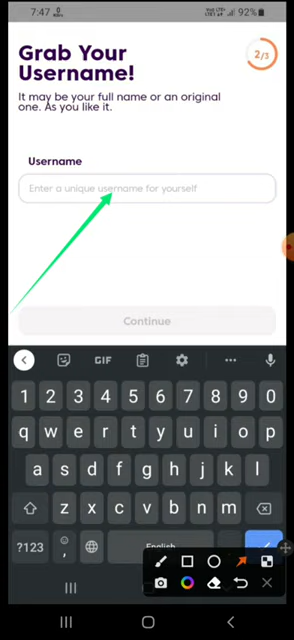 7:47
92%
Grab Your
Username!
2/3
It may be your full name or an original
one. As you like it.
Username
Enter a unique username for yourself
Continue
GIF
1 2 3 4 5 6 7 8 9 0
q w e r t y u i o p
a s d f g h j k l
z x c v b n m
?123 , English